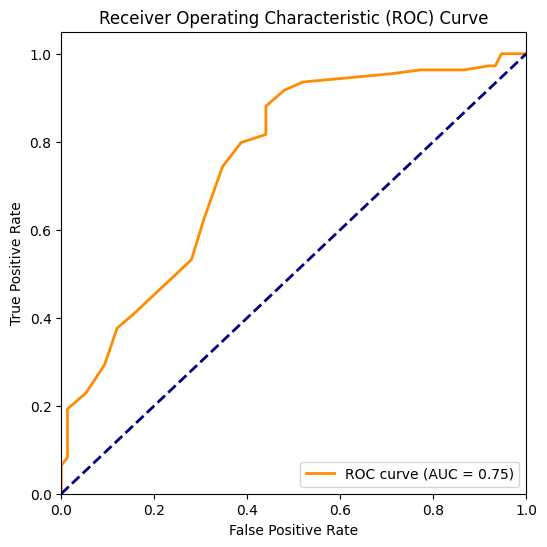 Receiver Operating Characteristic (ROC) Curve
True Positive Rate
1.0
0.8
0.6
0.4
0.2
0.0
ROC curve (AUC = 0.75)
0.0 0.2 0.4 0.6 0.8 1.0
False Positive Rate